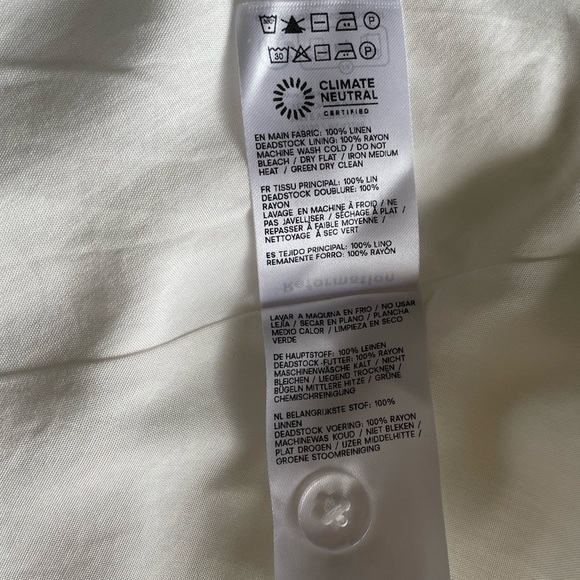 30
P
30
P
CLIMATE
NEUTRAL
CERTIFIED
EN MAIN FABRIC: 100% LINEN
DEADSTOCK LINING: 100% RAYON
MACHINE WASH COLD / DO NOT
BLEACH / DRY FLAT / IRON MEDIUM
HEAT / GREEN DRY CLEAN
FR TISSU PRINCIPAL: 100% LIN
DEADSTOCK DOUBLURE: 100%
RAYON
LAVAGE EN MACHINE À FROID / NE
PAS JAVELLISER / SÉCHAGE À PLAT /
REPASSER À FAIBLE MOYENNE /
NETTOYAGE À SEC VERT
ES TEJIDO PRINCIPAL: 100% LINO
REMANENTE FORRO: 100% RAYÓN
Reformation
LAVAR A MAQUINA EN FRIO / NO USAR
LEJÍA / SECAR EN PLANO / PLANCHA
MEDIO CALOR / LIMPIEZA EN SECO
VERDE
DE HAUPTSTOFF: 100% LEINEN
DEADSTOCK-FUTTER: 100% RAYON
MASCHINENWÄSCHE KALT / NICHT
BLEICHEN / LIEGEND TROCKNEN /
BÜGELN MITTLERE HITZE / GRÜNE
CHEMISCHREINIGUNG
NL BELANGRIJKSTE STOF: 100%
LINNEN
DEADSTOCK VOERING: 100% RAYON
MACHINEWAS KOUD / NIET BLEKEN /
PLAT DROGEN / IJZER MIDDELHITTE /
GROENE STOOMREINIGING